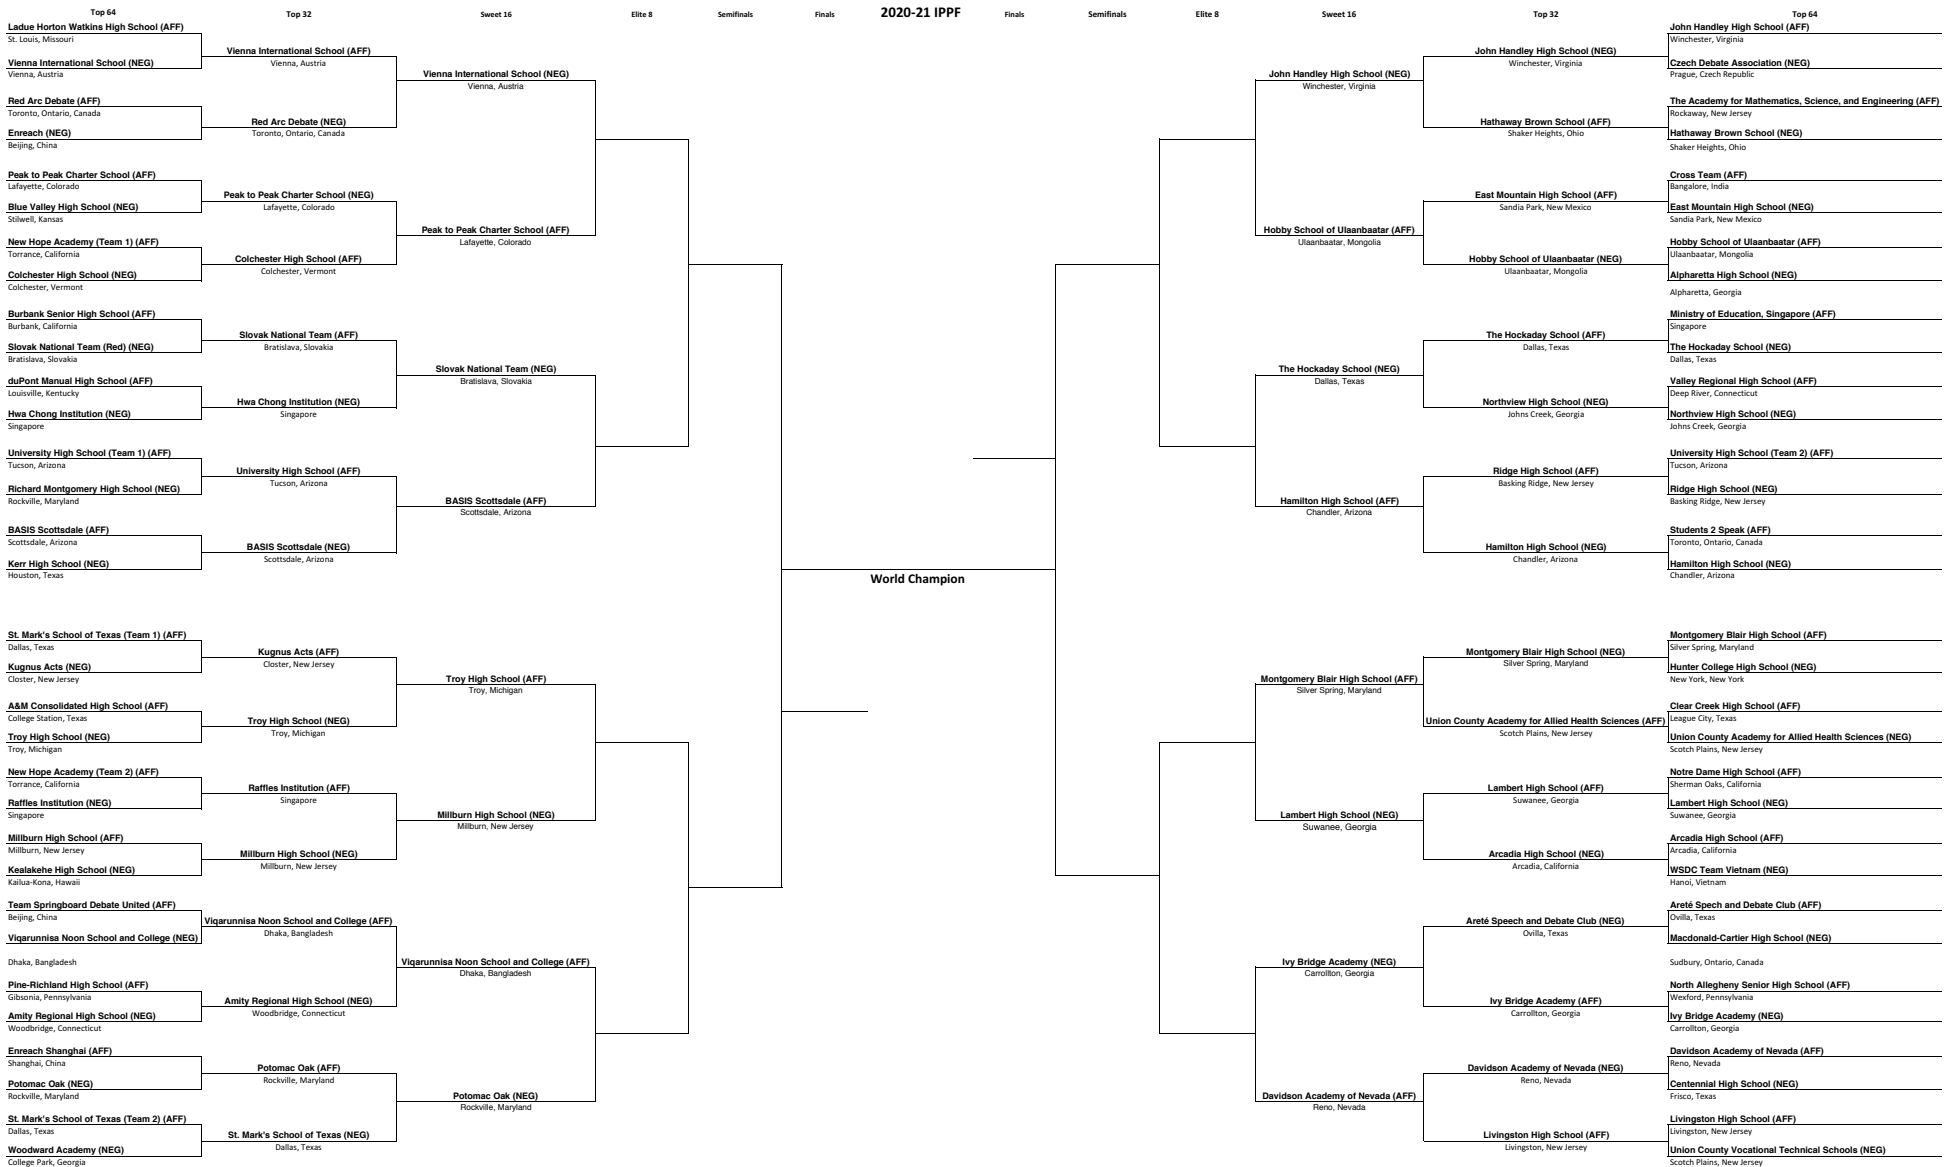 2020-21 IPPF
Top 64
Top 32
Sweet 16
Elite 8
Semifinals
Finals
Finals
Semifinals
Elite 8
Sweet 16
Top 32
Top 64
Ladue Horton Watkins High School (AFF)
St. Louis, Missouri
Vienna International School (NEG)
Vienna, Austria
Red Arc Debate (AFF)
Toronto, Ontario, Canada
Enreach (NEG)
Beijing, China
Peak to Peak Charter School (AFF)
Lafayette, Colorado
Blue Valley High School (NEG)
Stilwell, Kansas
New Hope Academy (Team 1) (AFF)
Torrance, California
Colchester High School (NEG)
Colchester, Vermont
Burbank Senior High School (AFF)
Burbank, California
Slovak National Team (Red) (NEG)
Bratislava, Slovakia
duPont Manual High School (AFF)
Louisville, Kentucky
Hwa Chong Institution (NEG)
Singapore
University High School (Team 1) (AFF)
Tucson, Arizona
Richard Montgomery High School (NEG)
Rockville, Maryland
BASIS Scottsdale (AFF)
Scottsdale, Arizona
Kerr High School (NEG)
Houston, Texas
St. Mark's School of Texas (Team 1) (AFF)
Dallas, Texas
Kugnus Acts (NEG)
Closter, New Jersey
A&M Consolidated High School (AFF)
College Station, Texas
Troy High School (NEG)
Troy, Michigan
New Hope Academy (Team 2) (AFF)
Torrance, California
Raffles Institution (NEG)
Singapore
Millburn High School (AFF)
Millburn, New Jersey
Kealakehe High School (NEG)
Kailua-Kona, Hawaii
Team Springboard Debate United (AFF)
Beijing, China
Viqarunnisa Noon School and College (NEG)
Dhaka, Bangladesh
Pine-Richland High School (AFF)
Gibsonia, Pennsylvania
Amity Regional High School (NEG)
Woodbridge, Connecticut
Enreach Shanghai (AFF)
Shanghai, China
Potomac Oak (NEG)
Rockville, Maryland
St. Mark's School of Texas (Team 2) (AFF)
Dallas, Texas
Woodward Academy (NEG)
College Park, Georgia
Vienna International School (AFF)
Vienna, Austria
Red Arc Debate (NEG)
Toronto, Ontario, Canada
Peak to Peak Charter School (NEG)
Lafayette, Colorado
Colchester High School (AFF)
Colchester, Vermont
Slovak National Team (AFF)
Bratislava, Slovakia
Hwa Chong Institution (NEG)
Singapore
University High School (AFF)
Tucson, Arizona
BASIS Scottsdale (NEG)
Scottsdale, Arizona
Kugnus Acts (AFF)
Closter, New Jersey
Troy High School (NEG)
Troy, Michigan
Raffles Institution (AFF)
Singapore
Millburn High School (NEG)
Millburn, New Jersey
Viqarunnisa Noon School and College (AFF)
Dhaka, Bangladesh
Amity Regional High School (NEG)
Woodbridge, Connecticut
Potomac Oak (AFF)
Rockville, Maryland
St. Mark's School of Texas (NEG)
Dallas, Texas
Vienna International School (NEG)
Vienna, Austria
Peak to Peak Charter School (AFF)
Lafayette, Colorado
Slovak National Team (NEG)
Bratislava, Slovakia
BASIS Scottsdale (AFF)
Scottsdale, Arizona
Troy High School (AFF)
Troy, Michigan
Millburn High School (NEG)
Millburn, New Jersey
Viqarunnisa Noon School and College (AFF)
Dhaka, Bangladesh
Potomac Oak (NEG)
Rockville, Maryland
World Champion
John Handley High School (NEG)
Winchester, Virginia
Hobby School of Ulaanbaatar (AFF)
Ulaanbaatar, Mongolia
The Hockaday School (NEG)
Dallas, Texas
Hamilton High School (AFF)
Chandler, Arizona
Montgomery Blair High School (AFF)
Silver Spring, Maryland
Lambert High School (NEG)
Suwanee, Georgia
Ivy Bridge Academy (NEG)
Carrollton, Georgia
Davidson Academy of Nevada (AFF)
Reno, Nevada
John Handley High School (NEG)
Winchester, Virginia
Hathaway Brown School (AFF)
Shaker Heights, Ohio
East Mountain High School (AFF)
Sandia Park, New Mexico
Hobby School of Ulaanbaatar (NEG)
Ulaanbaatar, Mongolia
The Hockaday School (AFF)
Dallas, Texas
Northview High School (NEG)
Johns Creek, Georgia
Ridge High School (AFF)
Basking Ridge, New Jersey
Hamilton High School (NEG)
Chandler, Arizona
Montgomery Blair High School (NEG)
Silver Spring, Maryland
Union County Academy for Allied Health Sciences (AFF)
Scotch Plains, New Jersey
Lambert High School (AFF)
Suwanee, Georgia
Arcadia High School (NEG)
Arcadia, California
Areté Speech and Debate Club (NEG)
Ovilla, Texas
Ivy Bridge Academy (AFF)
Carrollton, Georgia
Davidson Academy of Nevada (NEG)
Reno, Nevada
Livingston High School (AFF)
Livingston, New Jersey
John Handley High School (AFF)
Winchester, Virginia
Czech Debate Association (NEG)
Prague, Czech Republic
The Academy for Mathematics, Science, and Engineering (AFF)
Rockaway, New Jersey
Hathaway Brown School (NEG)
Shaker Heights, Ohio
Cross Team (AFF)
Bangalore, India
East Mountain High School (NEG)
Sandia Park, New Mexico
Hobby School of Ulaanbaatar (AFF)
Ulaanbaatar, Mongolia
Alpharetta High School (NEG)
Alpharetta, Georgia
Ministry of Education, Singapore (AFF)
Singapore
The Hockaday School (NEG)
Dallas, Texas
Valley Regional High School (AFF)
Deep River, Connecticut
Northview High School (NEG)
Johns Creek, Georgia
University High School (Team 2) (AFF)
Tucson, Arizona
Ridge High School (NEG)
Basking Ridge, New Jersey
Students 2 Speak (AFF)
Toronto, Ontario, Canada
Hamilton High School (NEG)
Chandler, Arizona
Montgomery Blair High School (AFF)
Silver Spring, Maryland
Hunter College High School (NEG)
New York, New York
Clear Creek High School (AFF)
League City, Texas
Union County Academy for Allied Health Sciences (NEG)
Scotch Plains, New Jersey
Notre Dame High School (AFF)
Sherman Oaks, California
Lambert High School (NEG)
Suwanee, Georgia
Arcadia High School (AFF)
Arcadia, California
WSDC Team Vietnam (NEG)
Hanoi, Vietnam
Areté Spech and Debate Club (AFF)
Ovilla, Texas
Macdonald-Cartier High School (NEG)
Sudbury, Ontario, Canada
North Allegheny Senior High School (AFF)
Wexford, Pennsylvania
Ivy Bridge Academy (NEG)
Carrollton, Georgia
Davidson Academy of Nevada (AFF)
Reno, Nevada
Centennial High School (NEG)
Frisco, Texas
Livingston High School (AFF)
Livingston, New Jersey
Union County Vocational Technical Schools (NEG)
Scotch Plains, New Jersey